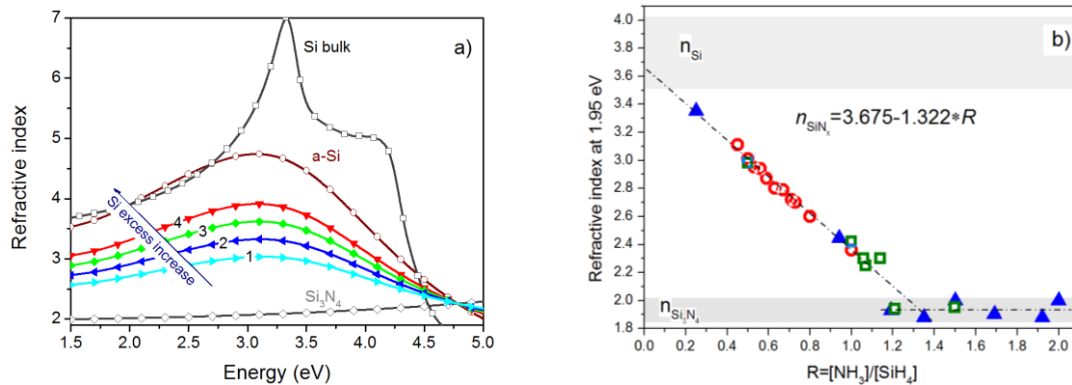 a)
7
6
5
4
3
2
Refractive index
Si bulk
a-Si
Si excess increase
4
3
2
1
Si₃N₄
1.5 2.0 2.5 3.0 3.5 4.0 4.5 5.0
Energy (eV)
b)
4.0
3.8
3.6
3.4
3.2
3.0
2.8
2.6
2.4
2.2
2.0
1.8
Refractive index at 1.95 eV
n_Si
n_SiNₓ=3.675-1.322*R
n_Si₃N₄
0.0 0.2 0.4 0.6 0.8 1.0 1.2 1.4 1.6 1.8 2.0
R=[NH₃]/[SiH₄]